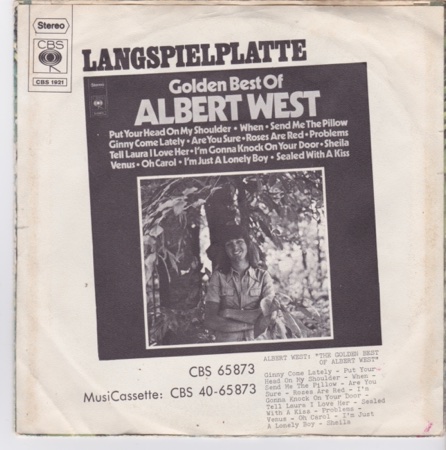 Stereo
CBS
CBS 1921
LANGSPIELPLATTE
Golden Best Of
ALBERT WEST
Put Your Head On My Shoulder • When • Send Me The Pillow
Ginny Come Lately • Are You Sure • Roses Are Red • Problems
Tell Laura I Love Her • I'm Gonna Knock On Your Door • Sheila
Venus • Oh Carol • I'm Just A Lonely Boy • Sealed With A Kiss
CBS 65873
MusiCassette: CBS 40-65873
ALBERT WEST: "THE GOLDEN BEST
OF ALBERT WEST"
Ginny Come Lately - Put Your
Head On My Shoulder - When -
Send Me The Pillow - Are You
Sure - Roses Are Red - I'm
Gonna Knock On Your Door -
Tell Laura I Love Her - Sealed
With A Kiss - Problems -
Venus - Oh Carol - I'm Just
A Lonely Boy - Sheila